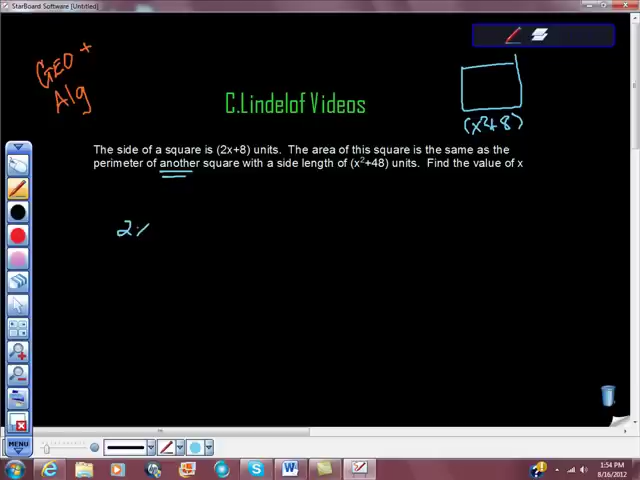 StarBoard Software [Untitled]
GEO +
Alg
C.Lindelof Videos
(x²+8)
The side of a square is (2x+8) units. The area of this square is the same as the
perimeter of another square with a side length of (x²+48) units. Find the value of x
2x
MENU
1:54 PM
8/16/2012